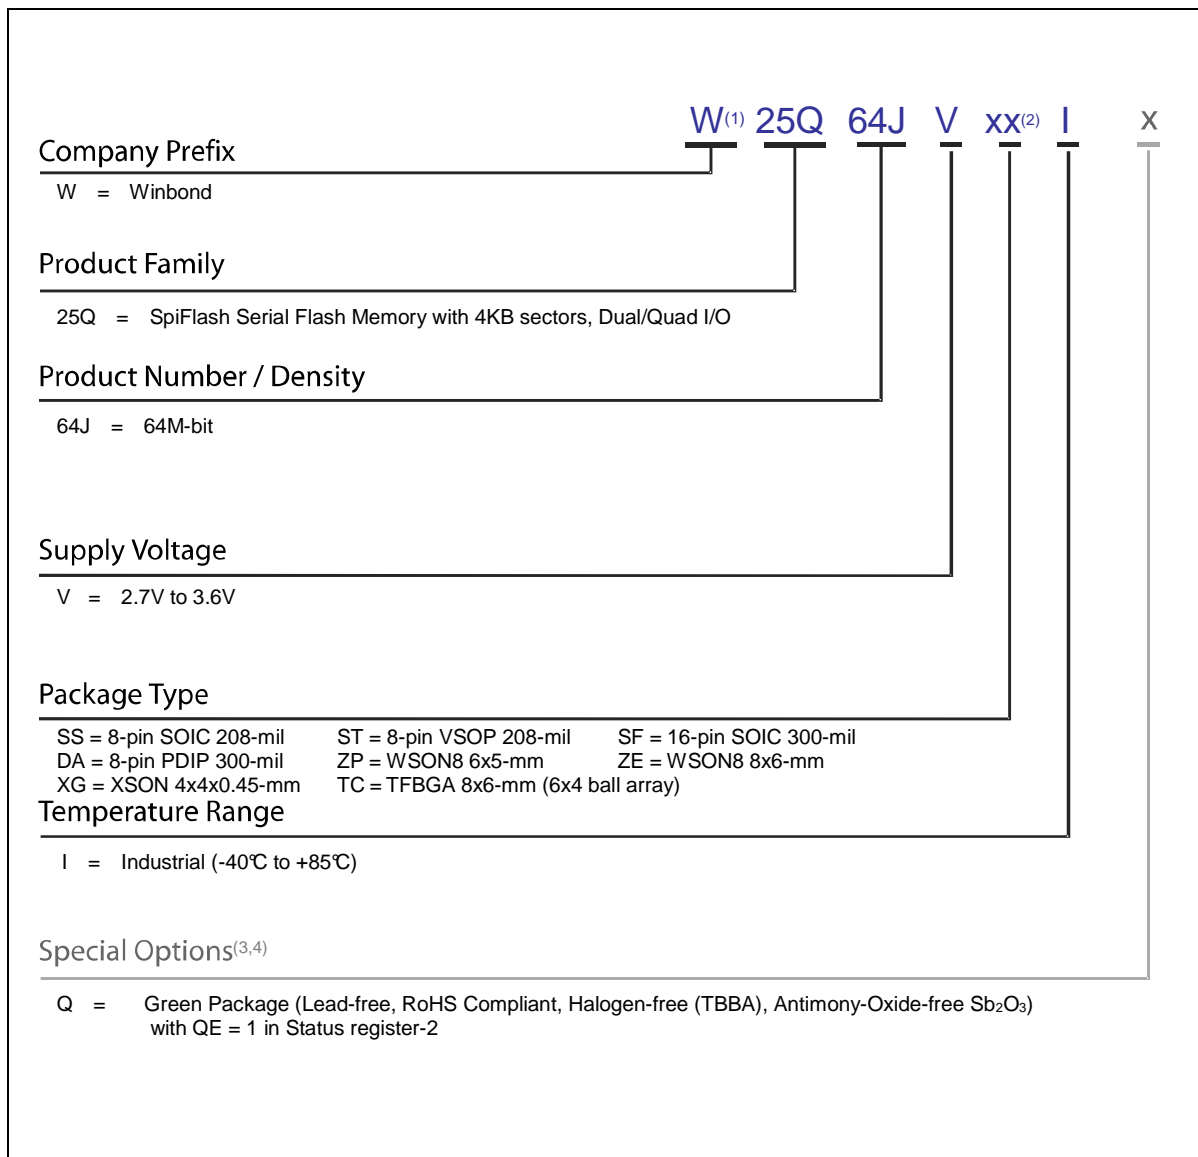 W(1) 25Q 64J V xx(2) I x
Company Prefix
W = Winbond
Product Family
25Q = SpiFlash Serial Flash Memory with 4KB sectors, Dual/Quad I/O
Product Number / Density
64J = 64M-bit
Supply Voltage
V = 2.7V to 3.6V
Package Type
SS = 8-pin SOIC 208-mil ST = 8-pin VSOP 208-mil SF = 16-pin SOIC 300-mil
DA = 8-pin PDIP 300-mil ZP = WSON8 6x5-mm ZE = WSON8 8x6-mm
XG = XSON 4x4x0.45-mm TC = TFBGA 8x6-mm (6x4 ball array)
Temperature Range
I = Industrial (-40℃ to +85℃)
Special Options(3,4)
Q = Green Package (Lead-free, RoHS Compliant, Halogen-free (TBBA), Antimony-Oxide-free Sb₂O₃)
with QE = 1 in Status register-2